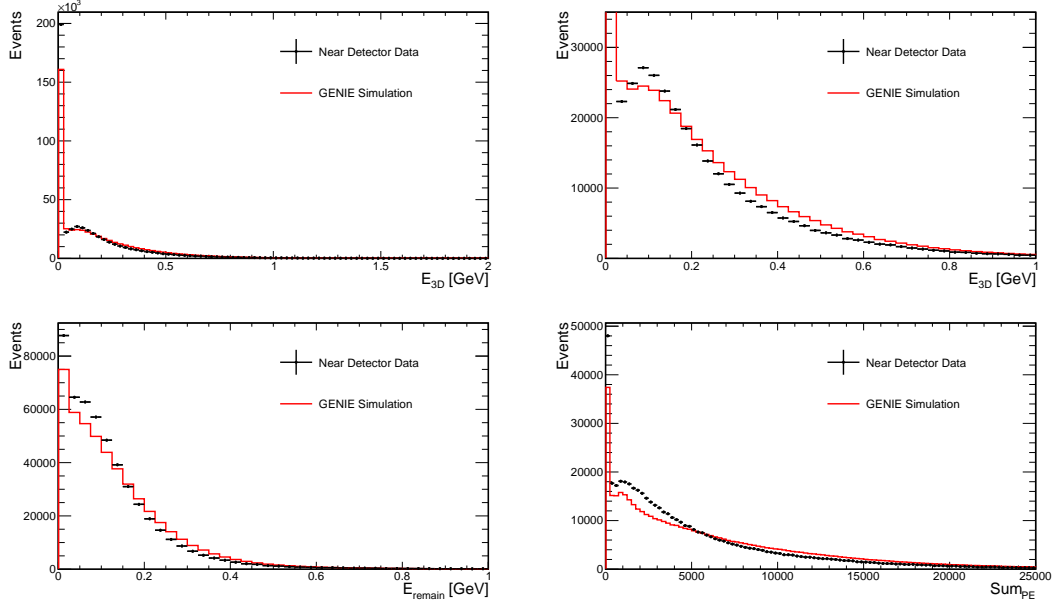 ×10³
Events
200
150
100
50
0
0 0.5 1 1.5 2
E_3D [GeV]
Near Detector Data
GENIE Simulation
Events
30000
20000
10000
0
0 0.2 0.4 0.6 0.8 1
E_3D [GeV]
Near Detector Data
GENIE Simulation
Events
80000
60000
40000
20000
0
0 0.2 0.4 0.6 0.8 1
E_remain [GeV]
Near Detector Data
GENIE Simulation
Events
50000
40000
30000
20000
10000
0
0 5000 10000 15000 20000 25000
Sum_PE
Near Detector Data
GENIE Simulation